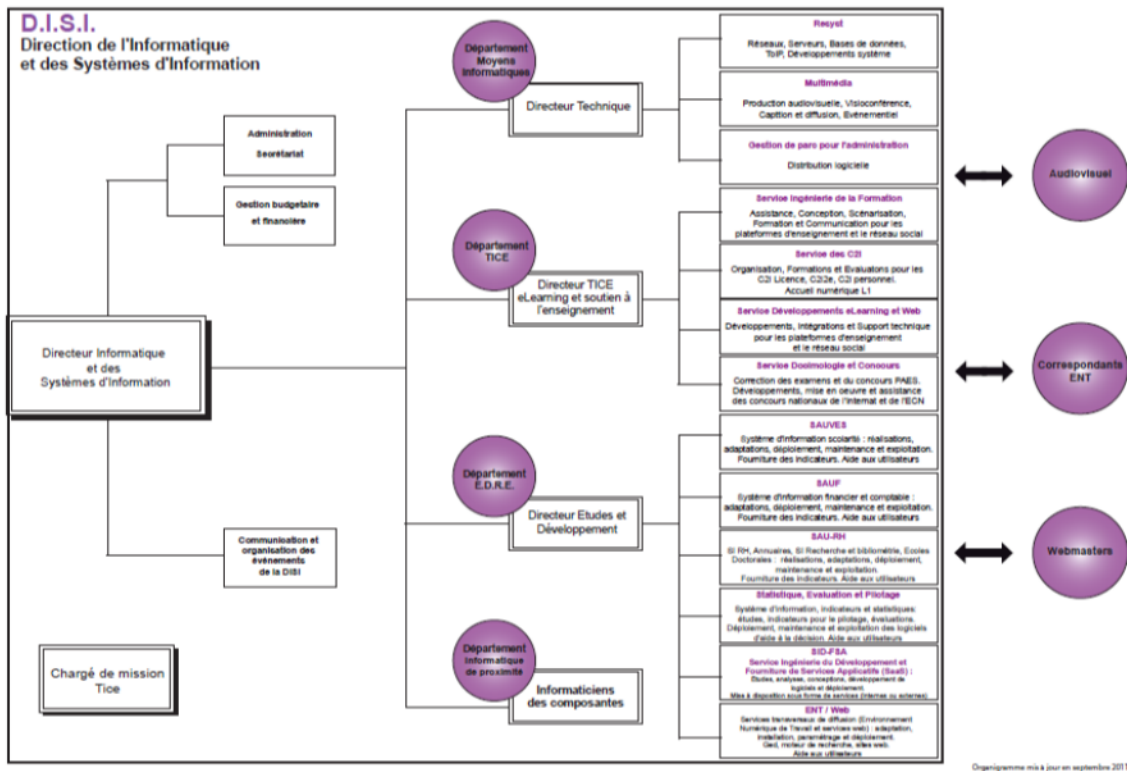 D.I.S.I.
Direction de l'Informatique
et des Systèmes d'Information
Administration
Secrétariat
Gestion budgetaire
et financière
Directeur Informatique
et des
Systèmes d'Information
Communication et
organisation des
événements
de la DISI
Chargé de mission
Tice
Département
Moyens
Informatiques
Directeur Technique
Resyst
Réseaux, Serveurs, Bases de données,
ToIP, Développements système
Multimédia
Production audiovisuelle, Visioconférence,
Captition et diffusion, Evénementiel
Gestion de parc pour l'administration
Distribution logicielle
Département
TICE
Directeur TICE
eLearning et soutien à
l'enseignement
Service Ingénierie de la Formation
Assistance, Conception, Scénarisation,
Formation et Communication pour les
plateformes d'enseignement et le réseau social
Service des C2I
Organisation, Formations et Evaluatons pour les
C2I Licence, C2I2e, C2I personnel.
Accueil numérique L1
Service Développements eLearning et Web
Développements, Intégrations et Support technique
pour les plateformes d'enseignement
et le réseau social
Service Docimologie et Concours
Correction des examens et du concours PAES.
Développements, mise en oeuvre et assistance
des concours nationaux de l'Internat et de l'ECN
Département
E.D.R.E.
Directeur Etudes et
Développement
SAUVES
Système d'information scolarité : réalisations,
adaptations, déploiement, maintenance et exploitation.
Fourniture des indicateurs. Aide aux utilisateurs
SAUF
Système d'information financier et comptable :
adaptations, déploiement, maintenance et exploitation.
Fourniture des indicateurs. Aide aux utilisateurs
SAU-RH
SI RH, Annuaires, SI Recherche et bibliométrie, Ecoles
Doctorales : réalisations, adaptations, déploiement,
maintenance et exploitation.
Fourniture des indicateurs. Aide aux utilisateurs
Statistique, Evaluation et Pilotage
Système d'information, indicateurs et statistiques:
études, indicateurs pour le pilotage, évaluations.
Déploiement, maintenance et exploitation des logiciels
d'aide à la décision. Aide aux utilisateurs
SID-FSA
Service Ingénierie du Développement et
Fourniture de Services Applicatifs (SaaS) :
Études, analyses, conceptions, développement de
logiciels et déploiement.
Mise à disposition sous forme de services (internes ou externes)
ENT / Web
Services transversaux de diffusion (Environnement
Numérique de Travail et services web) : adaptation,
installation, paramétrage et déploiement.
Ged, moteur de recherche, sites web.
Aide aux utilisateurs
Département
Informatique
de proximité
Informaticiens
des composantes
Audiovisuel
Correspondants
ENT
Webmasters
Organigramme mis à jour en septembre 2011